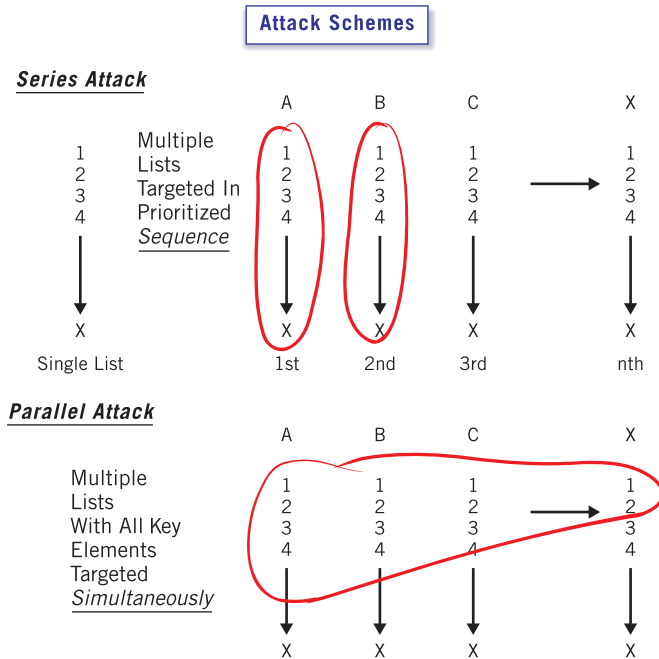 Attack Schemes
Series Attack
A B C X
Multiple
Lists
Targeted In
Prioritized
Sequence
1 1 1 1 1
2 2 2 2 2
3 3 3 3 3
4 4 4 4 4
X X X X X
Single List 1st 2nd 3rd nth
Parallel Attack
A B C X
Multiple
Lists
With All Key
Elements
Targeted
Simultaneously
1 1 1 1
2 2 2 2
3 3 3 3
4 4 4 4
X X X X